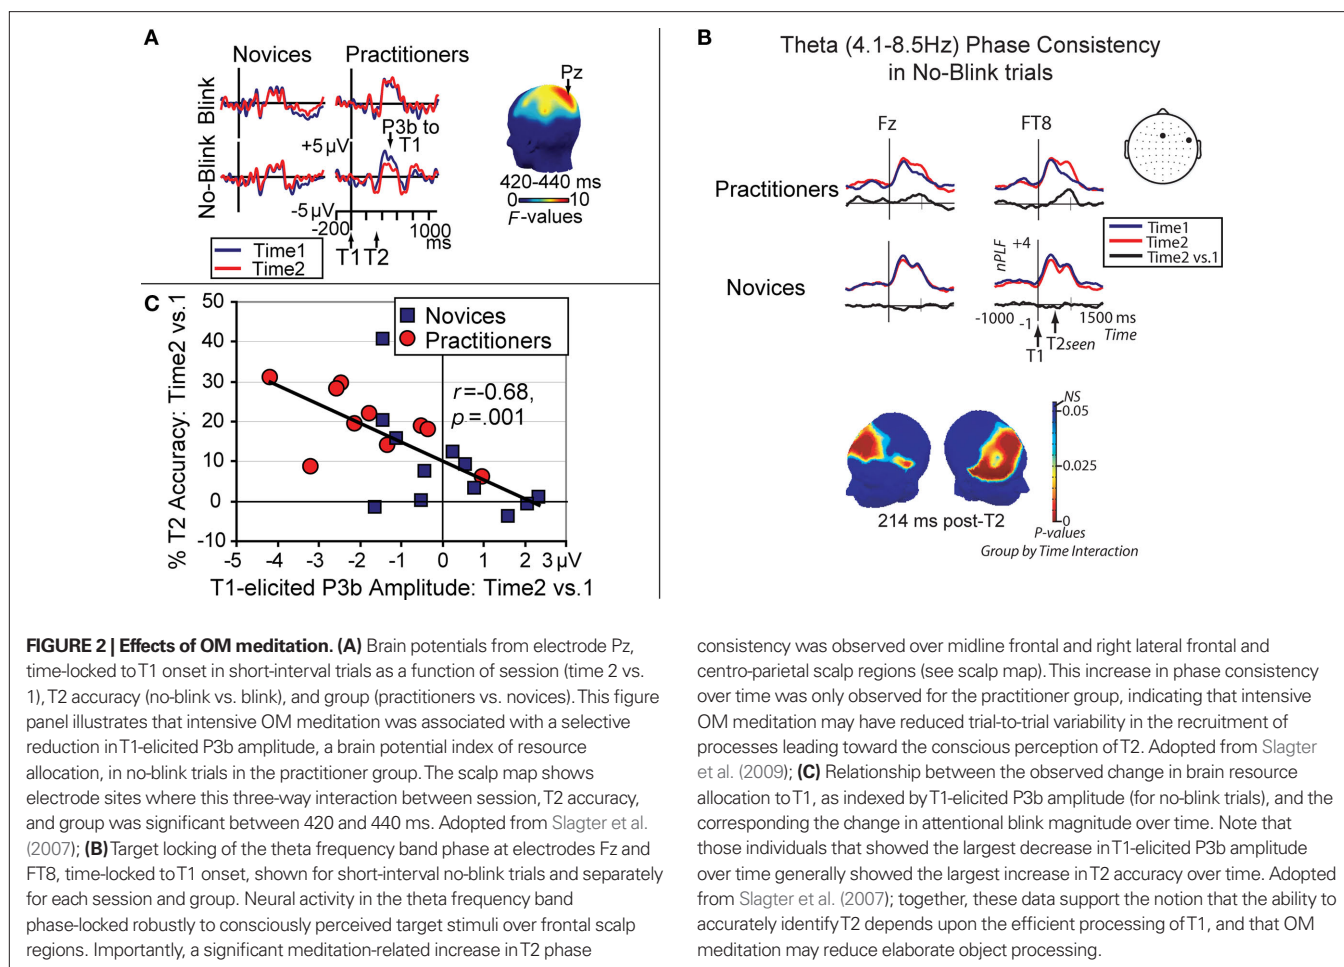 A
Novices
Practitioners
Blink
No-Blink
P3b to
T1
+5 µV
-5 µV
-200
1000
ms
T1 T2
Time1
Time2
Pz
420-440 ms
0 10
F-values
B
Theta (4.1-8.5Hz) Phase Consistency
in No-Blink trials
Fz
FT8
Practitioners
Novices
Time1
Time2
Time2 vs.1
nPLF
+4
-1000
-1
1500 ms
Time
T1
T2seen
NS
0.05
0.025
0
P-values
214 ms post-T2
Group by Time Interaction
C
% T2 Accuracy: Time2 vs.1
50
40
30
20
10
0
-10
Novices
Practitioners
r=-0.68,
p=.001
-5 -4 -3 -2 -1 0 1 2 3 µV
T1-elicited P3b Amplitude: Time2 vs.1
FIGURE 2 | Effects of OM meditation. (A) Brain potentials from electrode Pz,
time-locked to T1 onset in short-interval trials as a function of session (time 2 vs.
1), T2 accuracy (no-blink vs. blink), and group (practitioners vs. novices). This figure
panel illustrates that intensive OM meditation was associated with a selective
reduction in T1-elicited P3b amplitude, a brain potential index of resource
allocation, in no-blink trials in the practitioner group. The scalp map shows
electrode sites where this three-way interaction between session, T2 accuracy,
and group was significant between 420 and 440 ms. Adopted from Slagter et al.
(2007); (B) Target locking of the theta frequency band phase at electrodes Fz and
FT8, time-locked to T1 onset, shown for short-interval no-blink trials and separately
for each session and group. Neural activity in the theta frequency band
phase-locked robustly to consciously perceived target stimuli over frontal scalp
regions. Importantly, a significant meditation-related increase in T2 phase
consistency was observed over midline frontal and right lateral frontal and
centro-parietal scalp regions (see scalp map). This increase in phase consistency
over time was only observed for the practitioner group, indicating that intensive
OM meditation may have reduced trial-to-trial variability in the recruitment of
processes leading toward the conscious perception of T2. Adopted from Slagter
et al. (2009); (C) Relationship between the observed change in brain resource
allocation to T1, as indexed by T1-elicited P3b amplitude (for no-blink trials), and the
corresponding the change in attentional blink magnitude over time. Note that
those individuals that showed the largest decrease in T1-elicited P3b amplitude
over time generally showed the largest increase in T2 accuracy over time. Adopted
from Slagter et al. (2007); together, these data support the notion that the ability to
accurately identify T2 depends upon the efficient processing of T1, and that OM
meditation may reduce elaborate object processing.